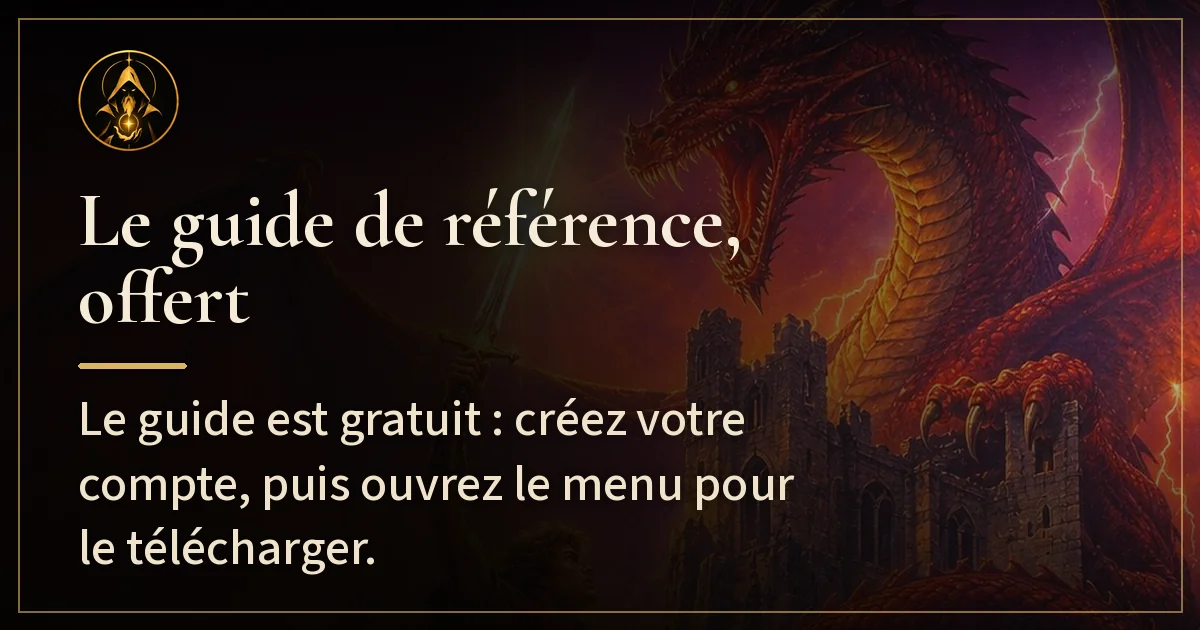 Le guide de référence,
offert
Le guide est gratuit : créez votre
compte, puis ouvrez le menu pour
le télécharger.